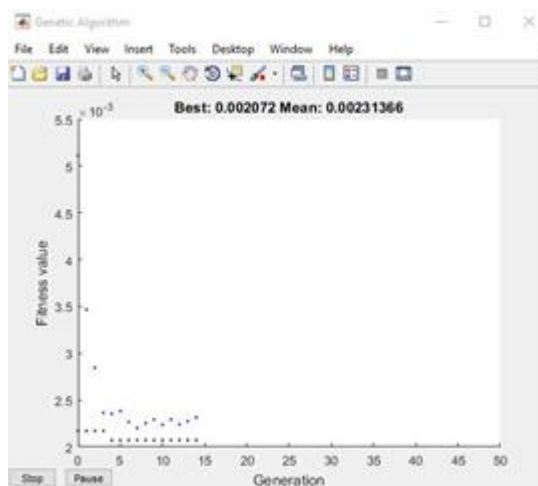 Genetic Algorithm
File Edit View Insert Tools Desktop Window Help
Best: 0.002072 Mean: 0.00231366
× 10⁻³
5.5
5
4.5
4
3.5
3
2.5
2
Fitness value
0 5 10 15 20 25 30 35 40 45 50
Generation
Stop Pause